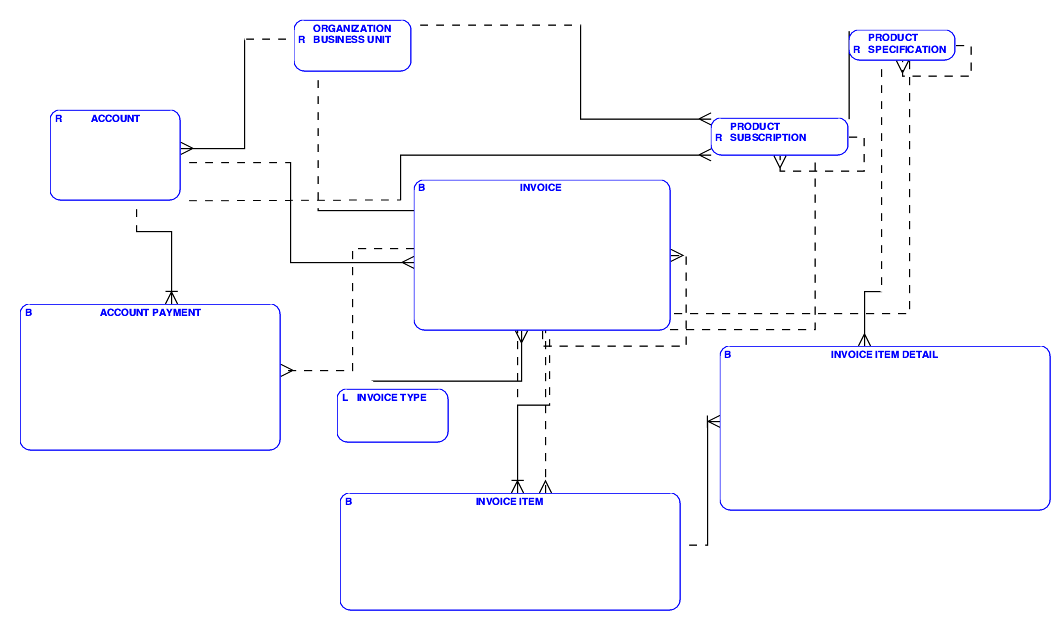 ORGANIZATION
R BUSINESS UNIT
PRODUCT
R SPECIFICATION
R ACCOUNT
PRODUCT
R SUBSCRIPTION
B INVOICE
B ACCOUNT PAYMENT
B INVOICE ITEM DETAIL
L INVOICE TYPE
B INVOICE ITEM